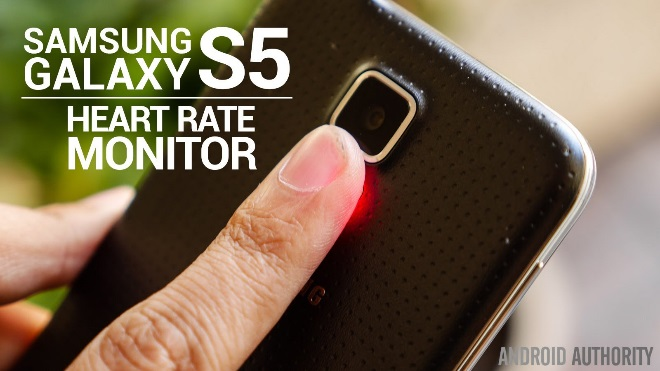 SAMSUNG
GALAXY S5
HEART RATE
MONITOR
G
ANDROID AUTHORITY